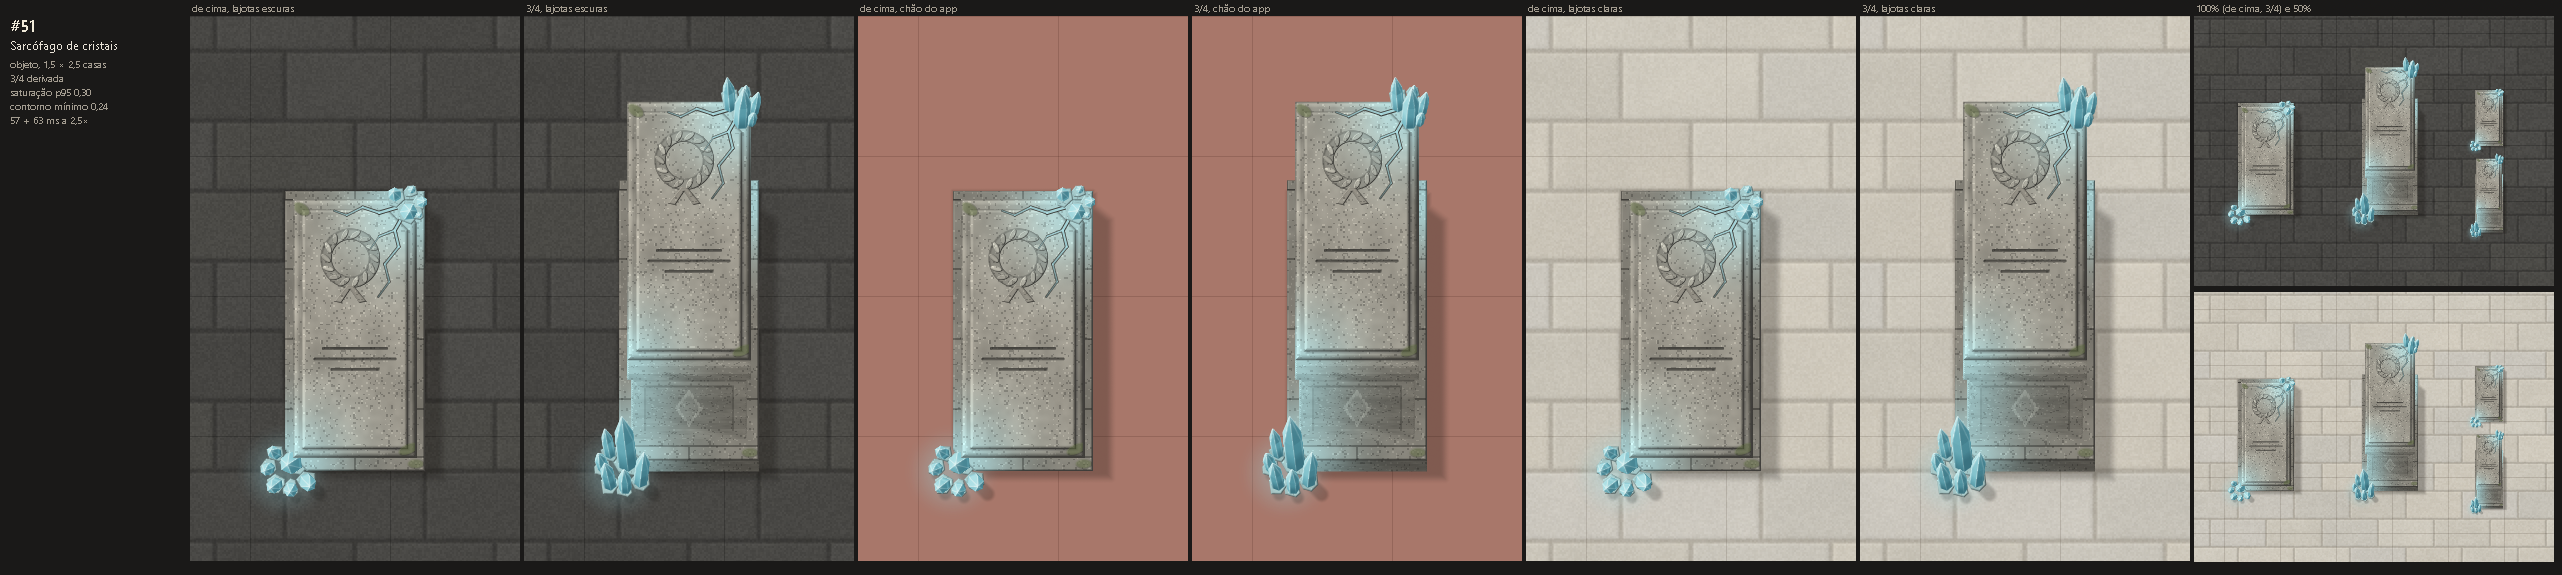 #51
Sarcófago de cristais
objeto, 1,5 × 2,5 casas
3/4 derivada
saturação p95 0,30
contorno mínimo 0,24
57 + 63 ms a 2,5×
de cima, lajotas escuras
3/4, lajotas escuras
de cima, chão do app
3/4, chão do app
de cima, lajotas claras
3/4, lajotas claras
100% (de cima, 3/4) e 50%